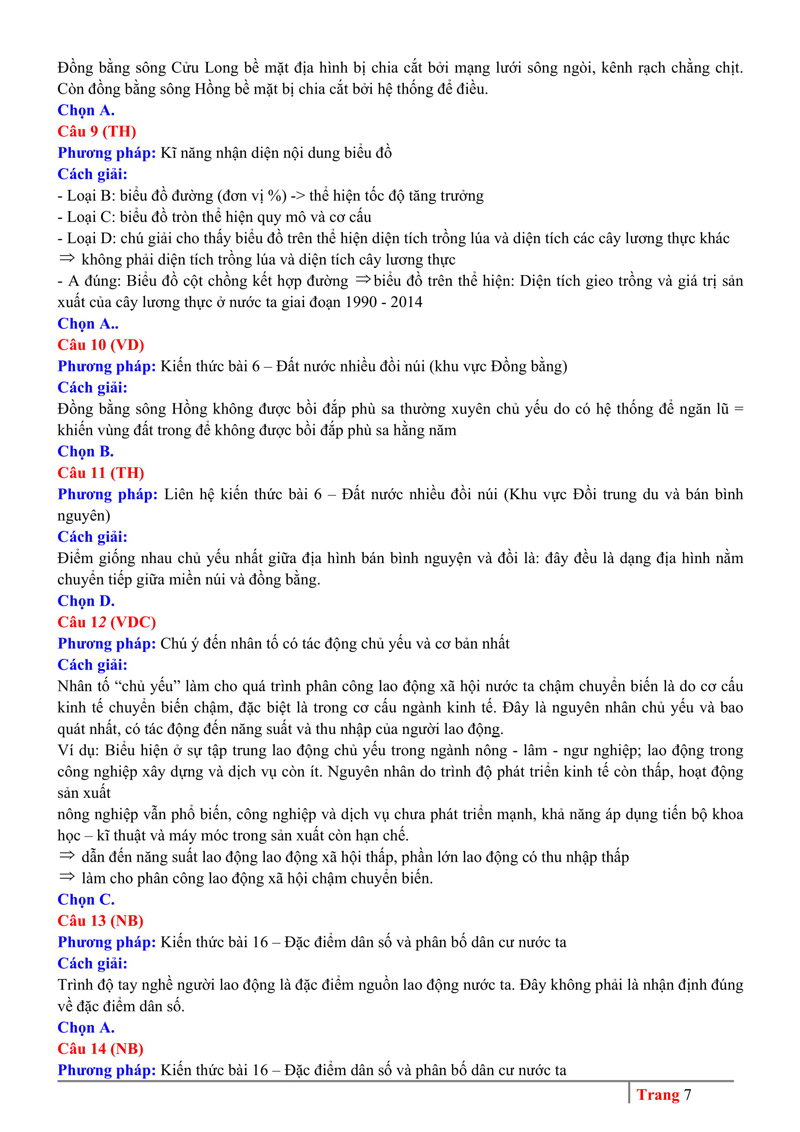 Đồng bằng sông Cửu Long bề mặt địa hình bị chia cắt bởi mạng lưới sông ngòi, kênh rạch chằng chịt.
Còn đồng bằng sông Hồng bề mặt bị chia cắt bởi hệ thống để điều.
Chọn A.
Câu 9 (TH)
Phương pháp: Kĩ năng nhận diện nội dung biểu đồ
Cách giải:
- Loại B: biểu đồ đường (đơn vị %) -> thể hiện tốc độ tăng trưởng
- Loại C: biểu đồ tròn thể hiện quy mô và cơ cấu
- Loại D: chú giải cho thấy biểu đồ trên thể hiện diện tích trồng lúa và diện tích các cây lương thực khác
⇒ không phải diện tích trồng lúa và diện tích cây lương thực
- A đúng: Biểu đồ cột chồng kết hợp đường ⇒biểu đồ trên thể hiện: Diện tích gieo trồng và giá trị sản
xuất của cây lương thực ở nước ta giai đoạn 1990 - 2014
Chọn A..
Câu 10 (VD)
Phương pháp: Kiến thức bài 6 – Đất nước nhiều đồi núi (khu vực Đồng bằng)
Cách giải:
Đồng bằng sông Hồng không được bồi đắp phù sa thường xuyên chủ yếu do có hệ thống để ngăn lũ =
khiến vùng đất trong để không được bồi đắp phù sa hằng năm
Chọn B.
Câu 11 (TH)
Phương pháp: Liên hệ kiến thức bài 6 – Đất nước nhiều đồi núi (Khu vực Đồi trung du và bán bình
nguyên)
Cách giải:
Điểm giống nhau chủ yếu nhất giữa địa hình bán bình nguyện và đồi là: đây đều là dạng địa hình nằm
chuyển tiếp giữa miền núi và đồng bằng.
Chọn D.
Câu 12 (VDC)
Phương pháp: Chú ý đến nhân tố có tác động chủ yếu và cơ bản nhất
Cách giải:
Nhân tố “chủ yếu” làm cho quá trình phân công lao động xã hội nước ta chậm chuyển biến là do cơ cấu
kinh tế chuyển biến chậm, đặc biệt là trong cơ cấu ngành kinh tế. Đây là nguyên nhân chủ yếu và bao
quát nhất, có tác động đến năng suất và thu nhập của người lao động.
Ví dụ: Biểu hiện ở sự tập trung lao động chủ yếu trong ngành nông - lâm - ngư nghiệp; lao động trong
công nghiệp xây dựng và dịch vụ còn ít. Nguyên nhân do trình độ phát triển kinh tế còn thấp, hoạt động
sản xuất
nông nghiệp vẫn phổ biến, công nghiệp và dịch vụ chưa phát triển mạnh, khả năng áp dụng tiến bộ khoa
học – kĩ thuật và máy móc trong sản xuất còn hạn chế.
⇒ dẫn đến năng suất lao động lao động xã hội thấp, phần lớn lao động có thu nhập thấp
⇒ làm cho phân công lao động xã hội chậm chuyển biến.
Chọn C.
Câu 13 (NB)
Phương pháp: Kiến thức bài 16 – Đặc điểm dân số và phân bố dân cư nước ta
Cách giải:
Trình độ tay nghề người lao động là đặc điểm nguồn lao động nước ta. Đây không phải là nhận định đúng
về đặc điểm dân số.
Chọn A.
Câu 14 (NB)
Phương pháp: Kiến thức bài 16 – Đặc điểm dân số và phân bố dân cư nước ta
Trang 7